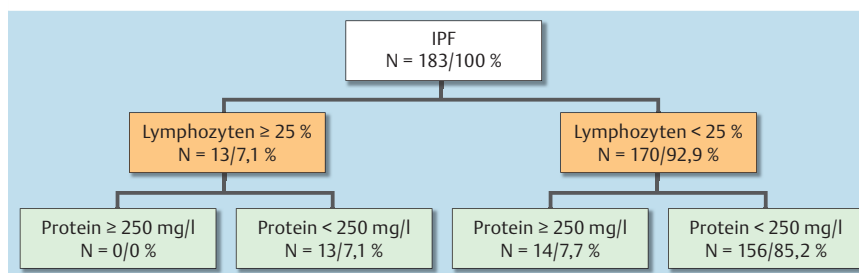 IPF
N = 183/100 %
Lymphozyten ≥ 25 %
N = 13/7,1 %
Lymphozyten < 25 %
N = 170/92,9 %
Protein ≥ 250 mg/l
N = 0/0 %
Protein < 250 mg/l
N = 13/7,1 %
Protein ≥ 250 mg/l
N = 14/7,7 %
Protein < 250 mg/l
N = 156/85,2 %